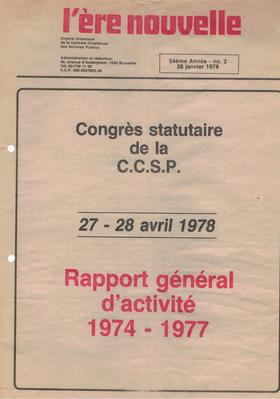 l'ère nouvelle
Organe bimensuel
de la Centrale Chrétienne
des Services Publics
Administration et rédaction:
26, avenue d'Auderghem, 1040 Bruxelles
54ème Année - no. 2
26 janvier 1978
Congrès statutaire
de la
C.C.S.P.
27 - 28 avril 1978
Rapport général
d'activité
1974 - 1977